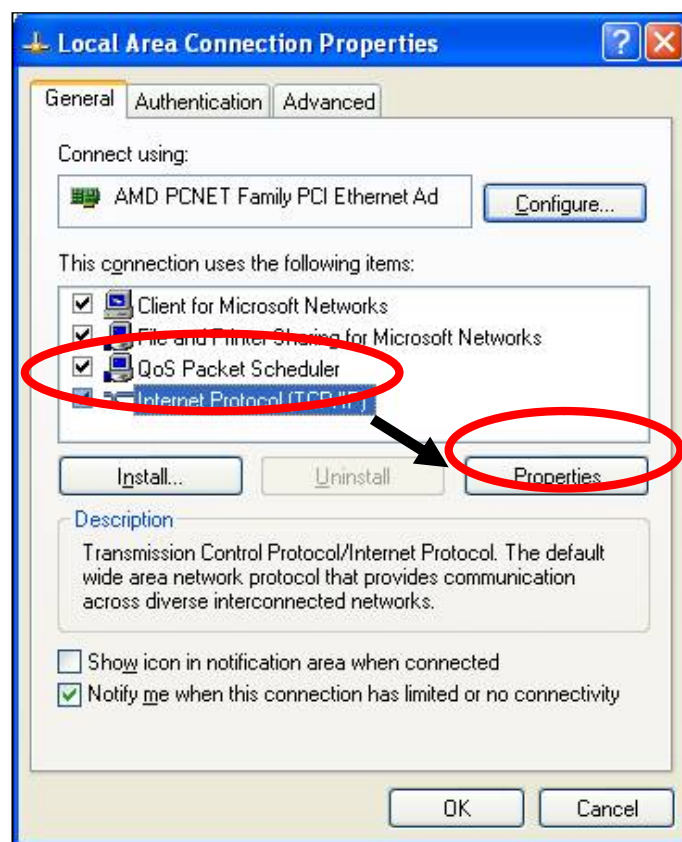 Local Area Connection Properties
General Authentication Advanced
Connect using:
AMD PCNET Family PCI Ethernet Ad
Configure...
This connection uses the following items:
Client for Microsoft Networks
File and Printer Sharing for Microsoft Networks
QoS Packet Scheduler
Internet Protocol (TCP/IP)
Install... Uninstall Properties
Description
Transmission Control Protocol/Internet Protocol. The default
wide area network protocol that provides communication
across diverse interconnected networks.
Show icon in notification area when connected
Notify me when this connection has limited or no connectivity
OK Cancel